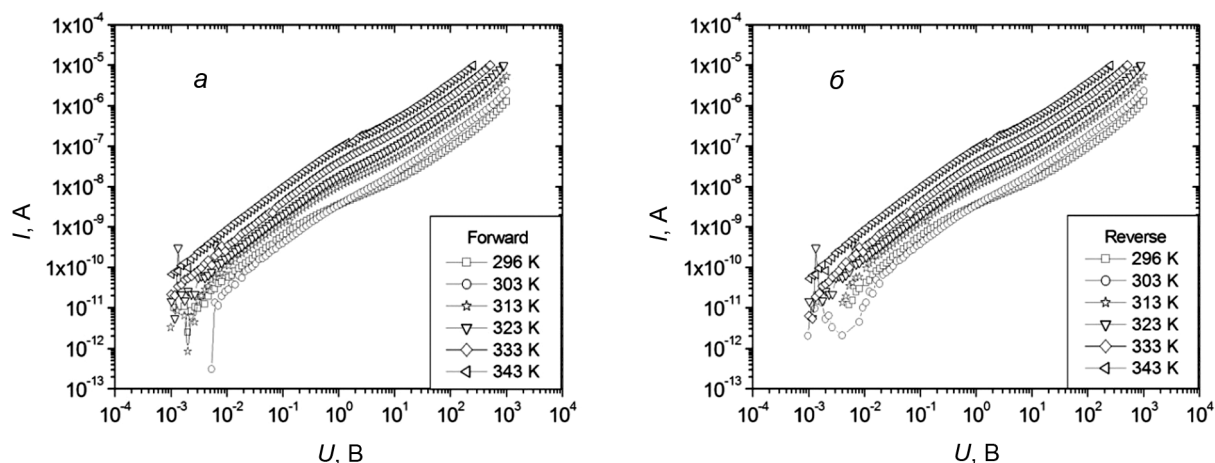 а
I, А
1x10⁻⁴
1x10⁻⁵
1x10⁻⁶
1x10⁻⁷
1x10⁻⁸
1x10⁻⁹
1x10⁻¹⁰
10⁻¹¹
10⁻¹²
10⁻¹³
Forward
296 K
303 K
313 K
323 K
333 K
343 K
10⁻⁴ 10⁻³ 10⁻² 10⁻¹ 10⁰ 10¹ 10² 10³ 10⁴
U, В
б
I, А
1x10⁻⁴
1x10⁻⁵
1x10⁻⁶
1x10⁻⁷
1x10⁻⁸
1x10⁻⁹
1x10⁻¹⁰
10⁻¹¹
10⁻¹²
10⁻¹³
Reverse
296 K
303 K
313 K
323 K
333 K
343 K
10⁻⁴ 10⁻³ 10⁻² 10⁻¹ 10⁰ 10¹ 10² 10³ 10⁴
U, В